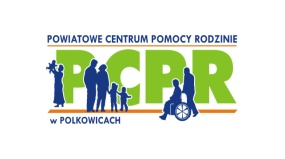 POWIATOWE CENTRUM POMOCY RODZINIE
PCPR
w POLKOWICACH